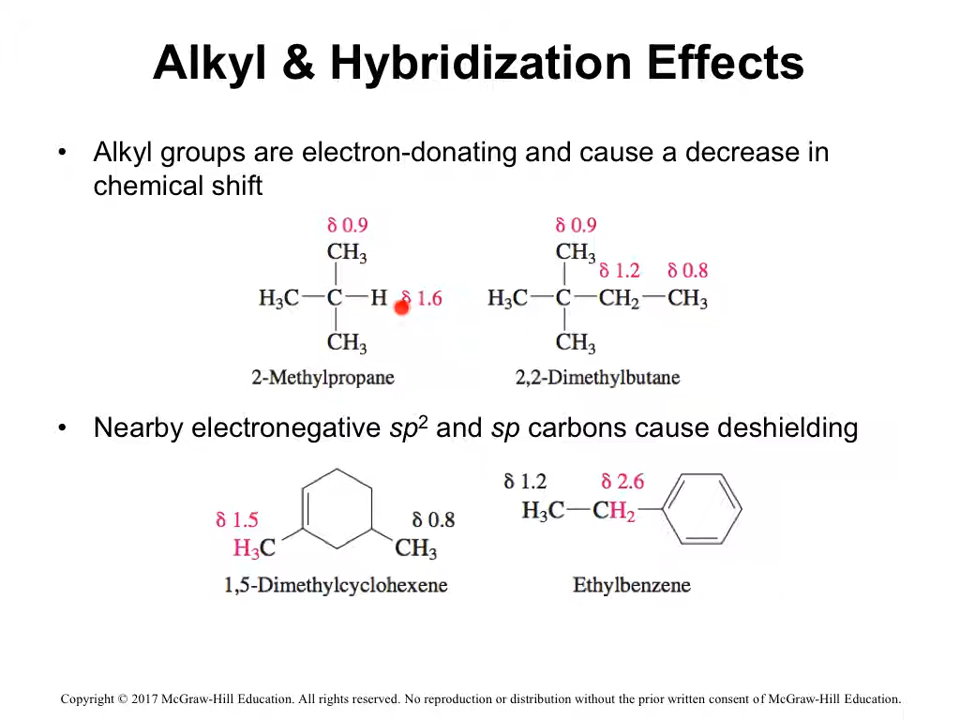 Alkyl & Hybridization Effects
• Alkyl groups are electron-donating and cause a decrease in
chemical shift
δ 0.9
CH₃
H₃C—C—H δ 1.6
CH₃
2-Methylpropane
δ 0.9
CH₃
δ 1.2 δ 0.8
H₃C—C—CH₂—CH₃
CH₃
2,2-Dimethylbutane
• Nearby electronegative sp² and sp carbons cause deshielding
δ 1.5
H₃C
δ 0.8
CH₃
1,5-Dimethylcyclohexene
δ 1.2 δ 2.6
H₃C—CH₂
Ethylbenzene
Copyright © 2017 McGraw-Hill Education. All rights reserved. No reproduction or distribution without the prior written consent of McGraw-Hill Education.